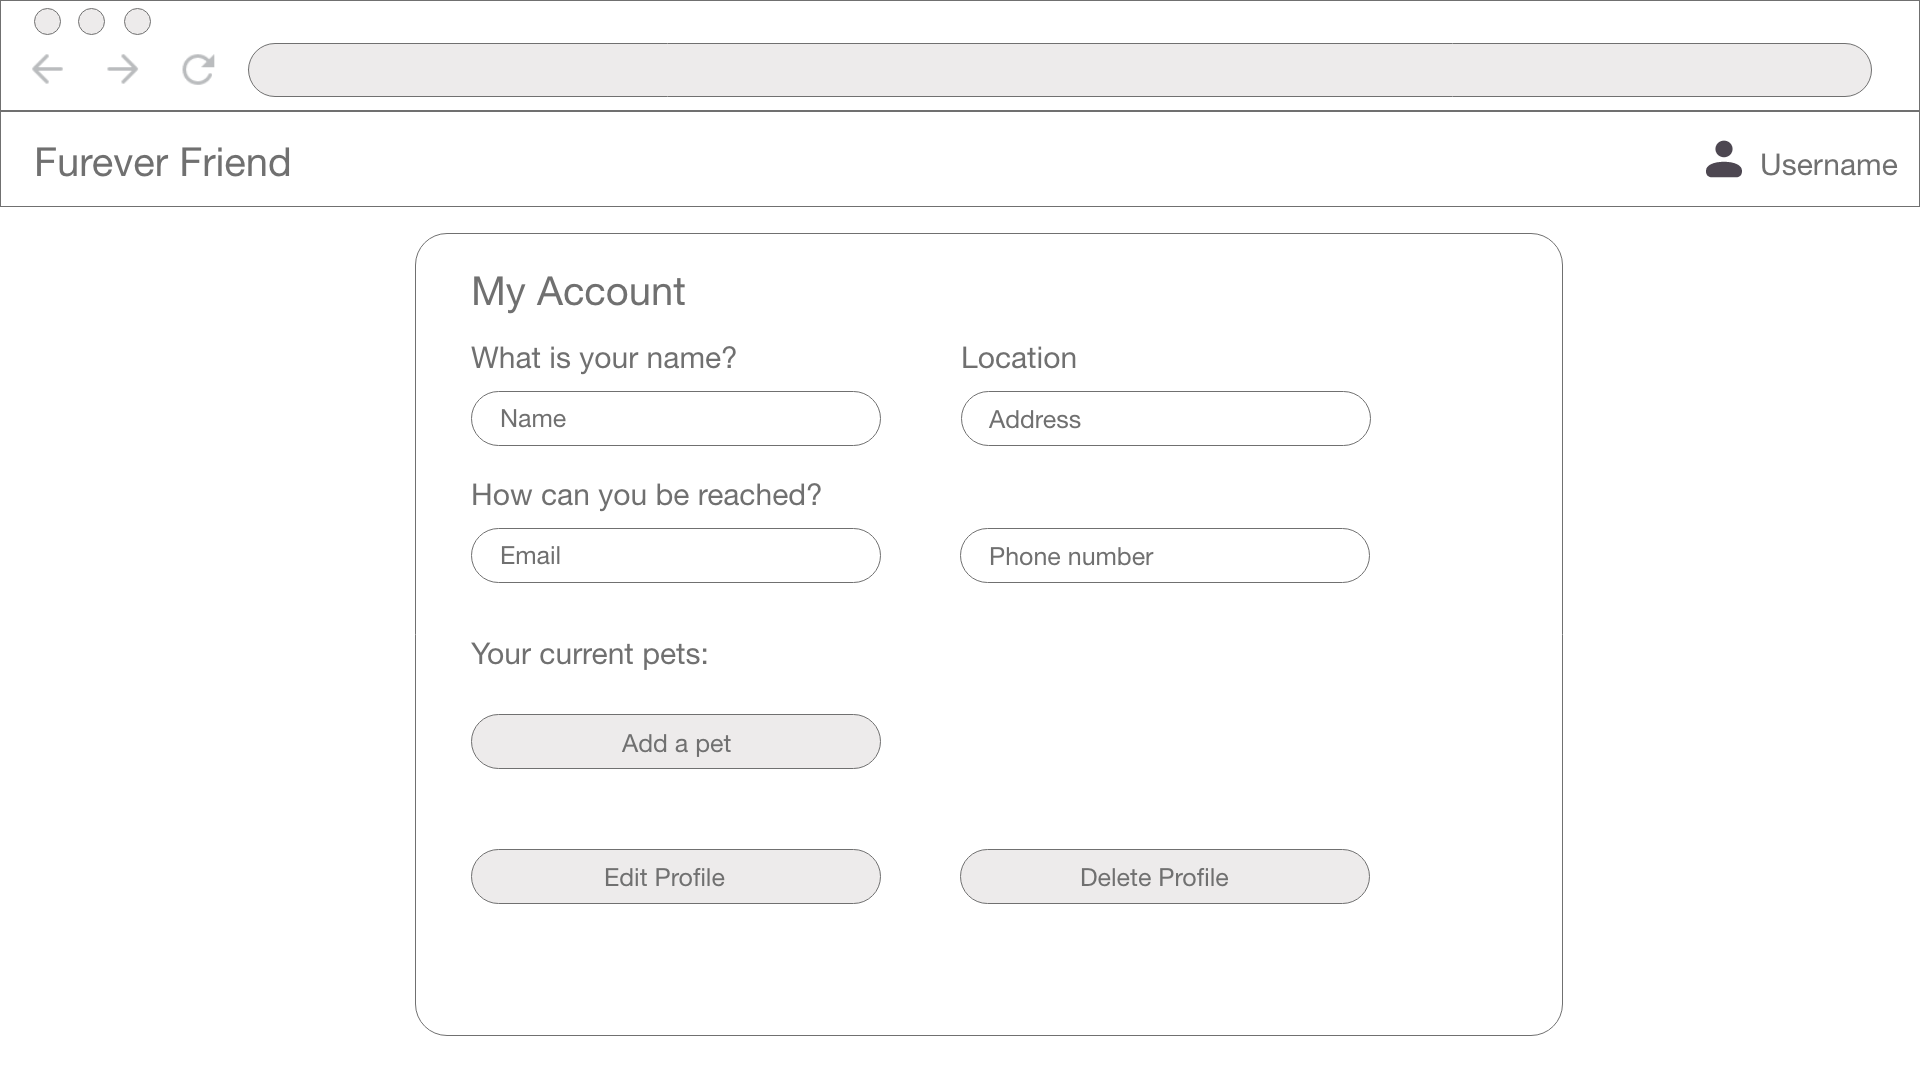 Furever Friend
Username
My Account
What is your name?
Location
Name
Address
How can you be reached?
Email
Phone number
Your current pets:
Add a pet
Edit Profile
Delete Profile